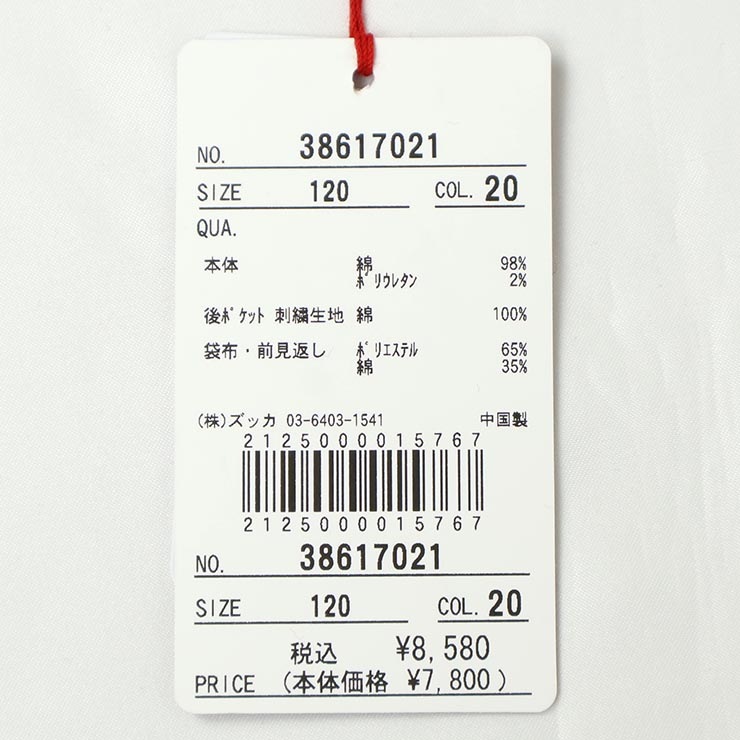 NO. 38617021
SIZE 120 COL. 20
QUA.
本体 綿 98%
ポリウレタン 2%
後ポケット 刺繍生地 綿 100%
袋布・前見返し ポリエステル 65%
綿 35%
(株)ズッカ 03-6403-1541 中国製
2125000015767
2125000015767
NO. 38617021
SIZE 120 COL. 20
税込 ¥8,580
PRICE (本体価格 ¥7,800)